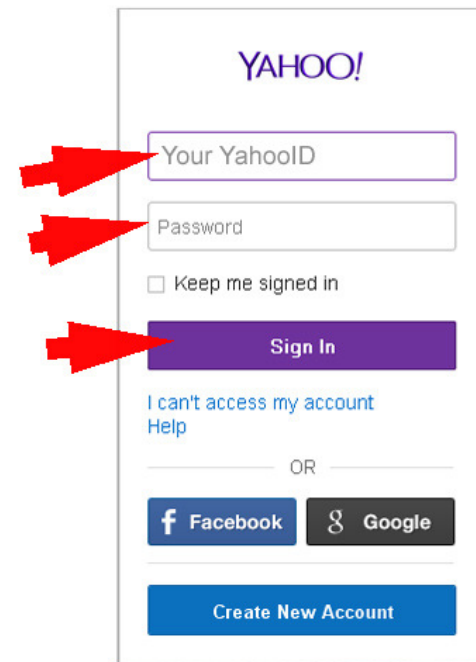 YAHOO!
Your YahooID
Password
Keep me signed in
Sign In
I can't access my account
Help
OR
f Facebook
g Google
Create New Account